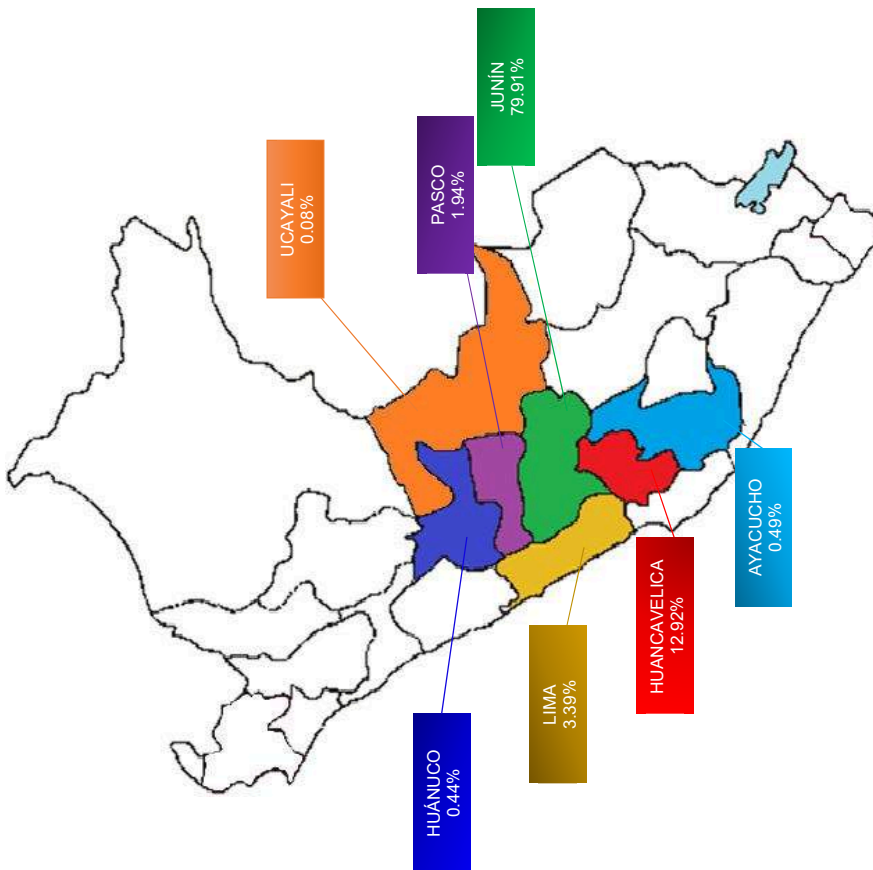 UCAYALI
0.08%
PASCO
1.94%
JUNÍN
79.91%
HUÁNUCO
0.44%
LIMA
3.39%
HUANCAVELICA
12.92%
AYACUCHO
0.49%